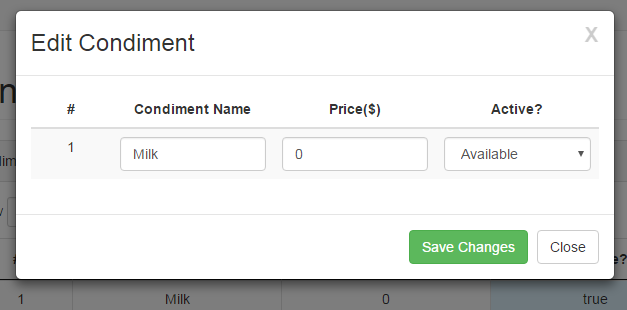 Edit Condiment X
# Condiment Name Price($) Active?
1 Milk 0 Available
Save Changes Close
1 Milk 0 true